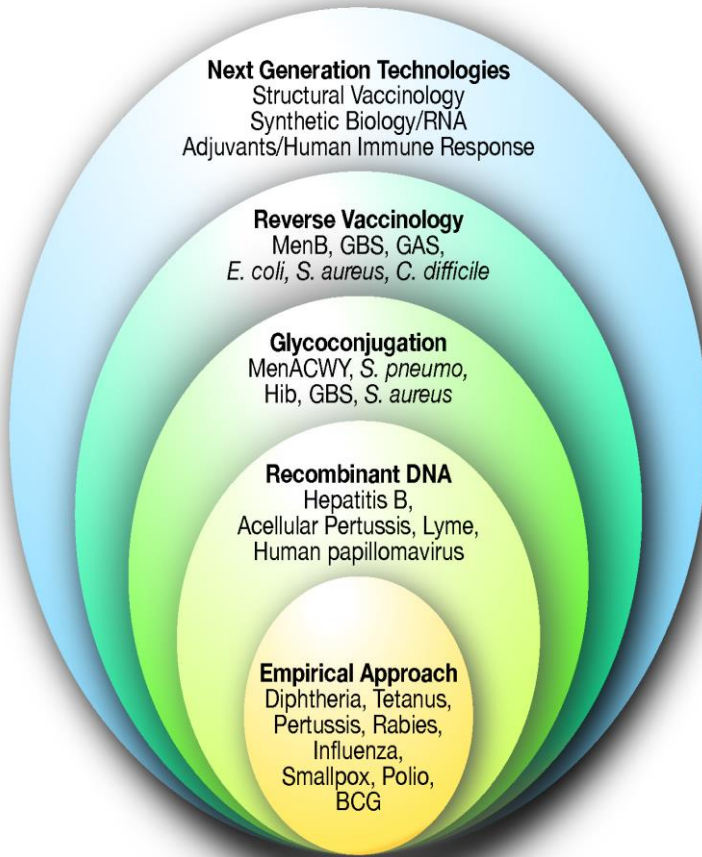 Next Generation Technologies
Structural Vaccinology
Synthetic Biology/RNA
Adjuvants/Human Immune Response
Reverse Vaccinology
MenB, GBS, GAS,
E. coli, S. aureus, C. difficile
Glycoconjugation
MenACWY, S. pneumo,
Hib, GBS, S. aureus
Recombinant DNA
Hepatitis B,
Acellular Pertussis, Lyme,
Human papillomavirus
Empirical Approach
Diphtheria, Tetanus,
Pertussis, Rabies,
Influenza,
Smallpox, Polio,
BCG